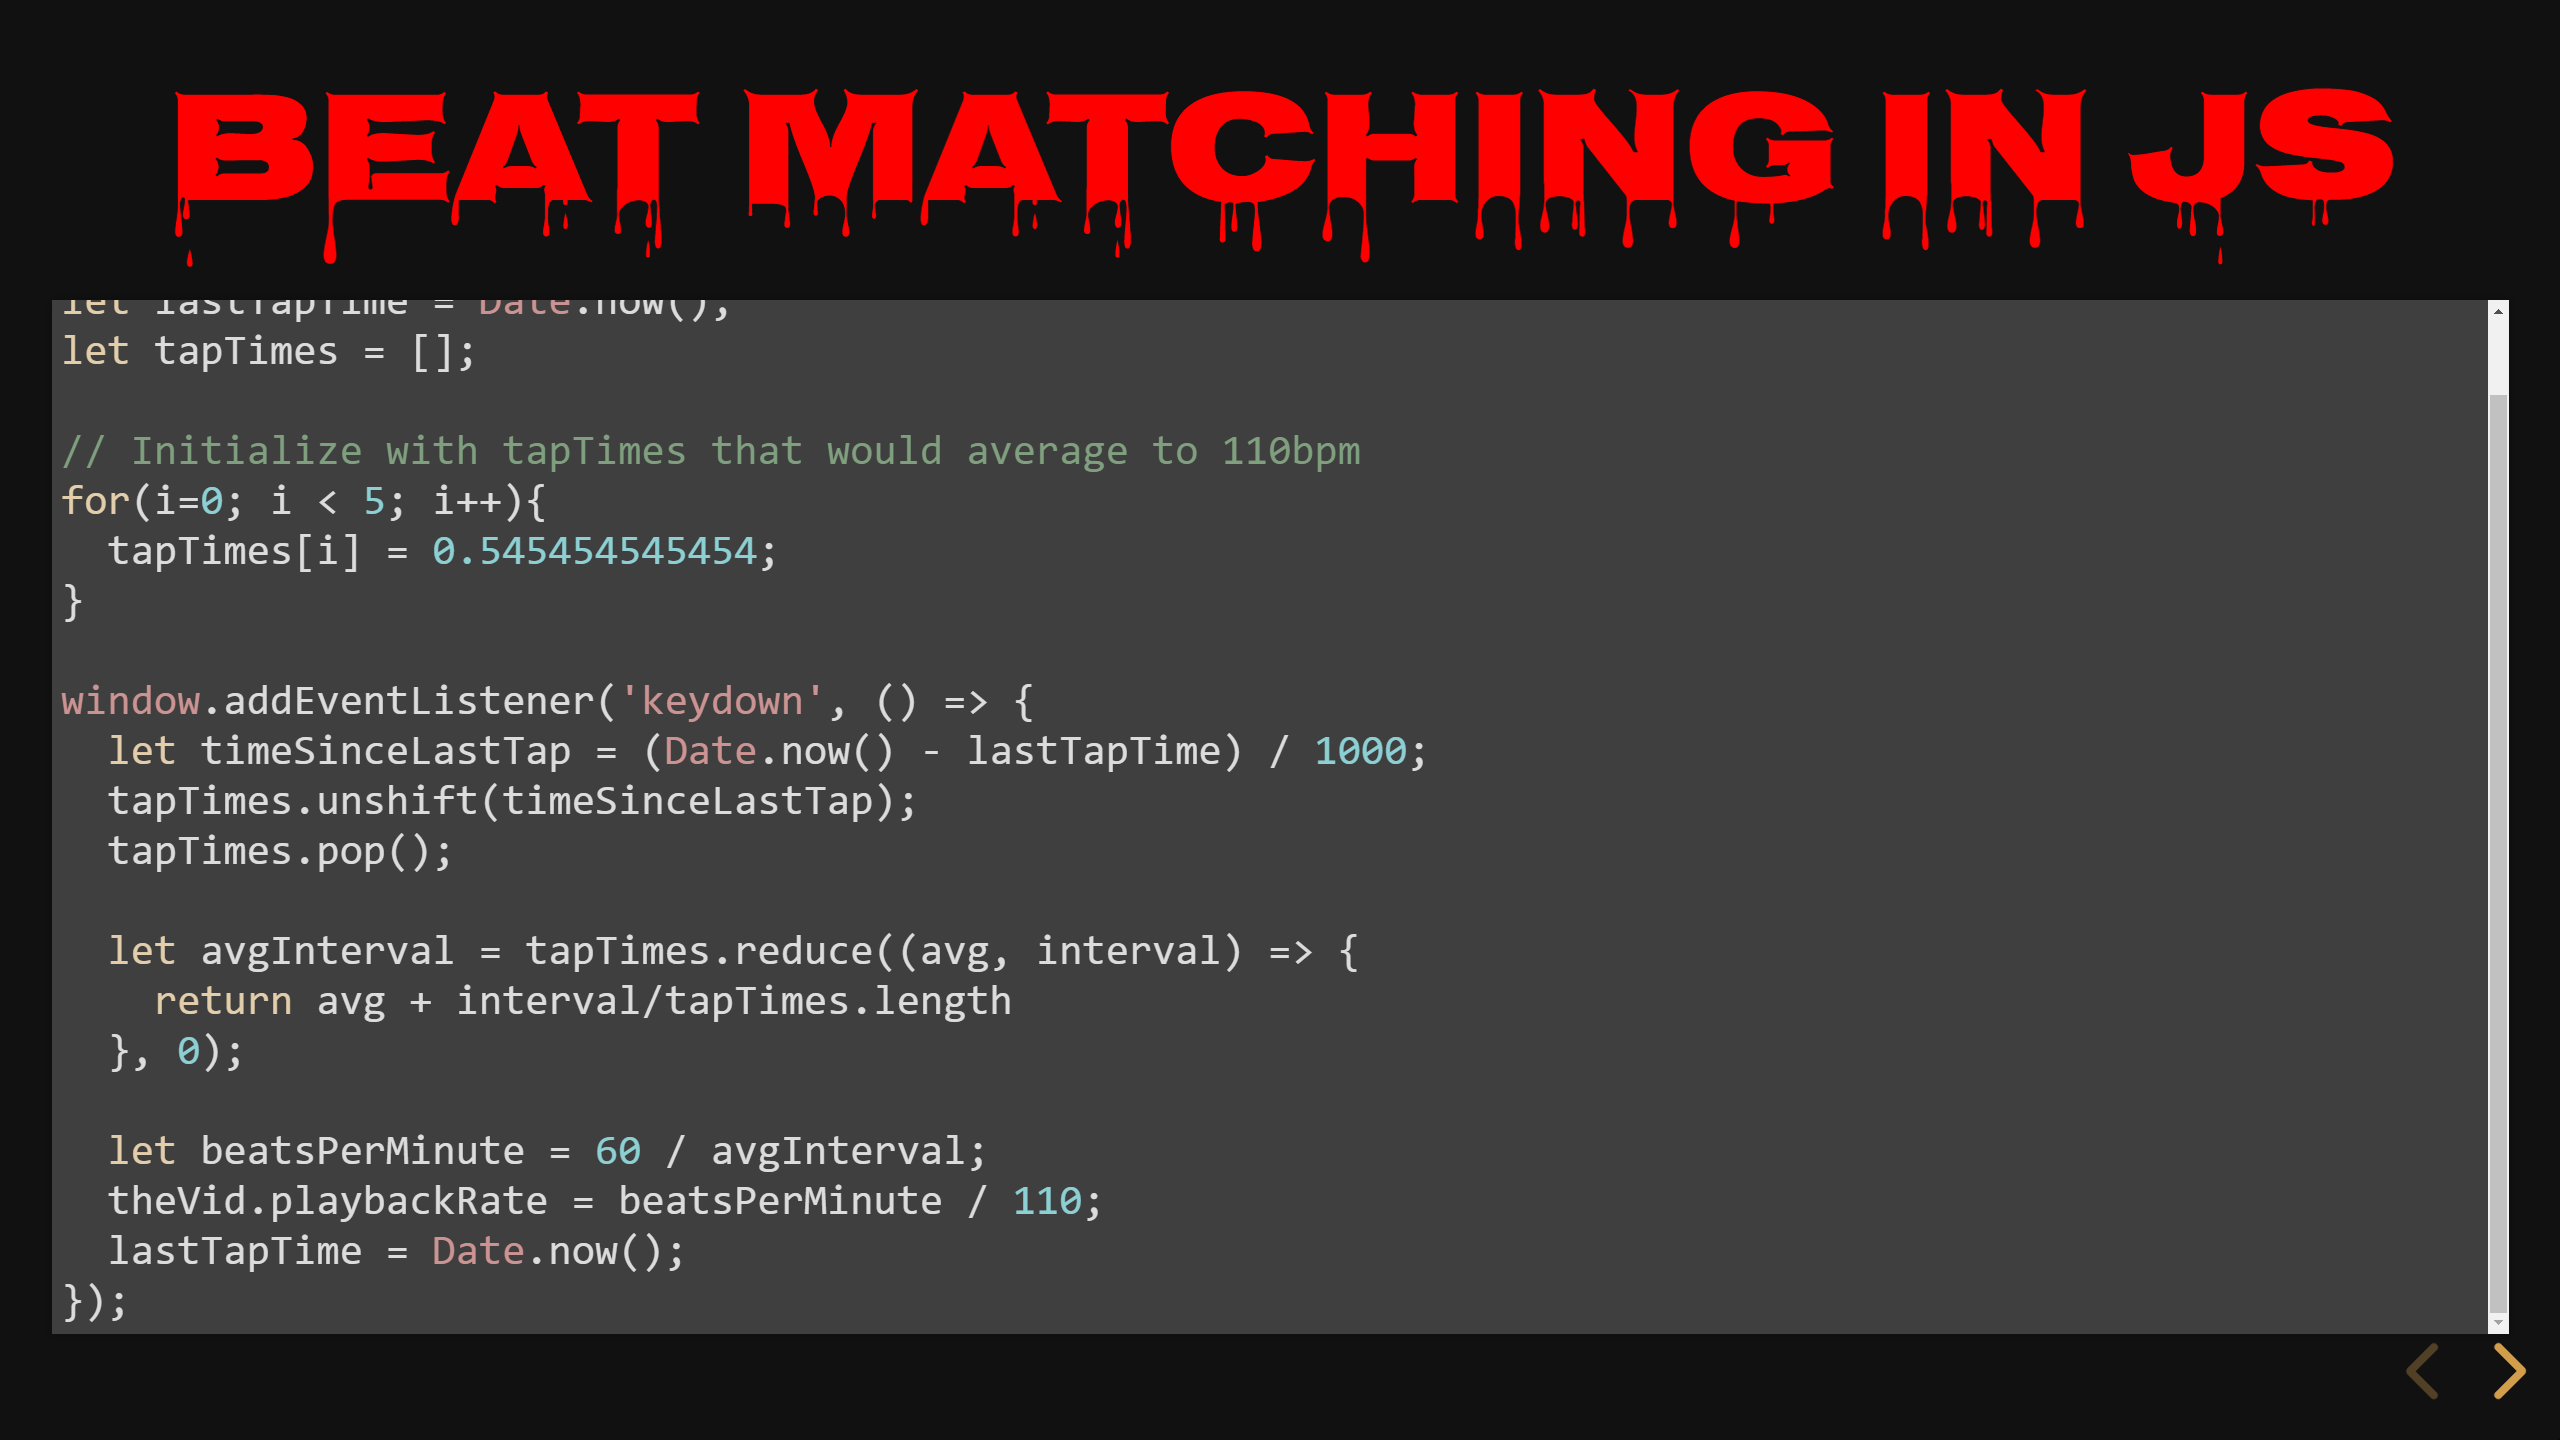 BEAT MATCHING IN JS
let lastTapTime = Date.now();
let tapTimes = [];
// Initialize with tapTimes that would average to 110bpm
for(i=0; i < 5; i++){
  tapTimes[i] = 0.545454545454;
}
window.addEventListener('keydown', () => {
  let timeSinceLastTap = (Date.now() - lastTapTime) / 1000;
  tapTimes.unshift(timeSinceLastTap);
  tapTimes.pop();
  let avgInterval = tapTimes.reduce((avg, interval) => {
    return avg + interval/tapTimes.length
  }, 0);
  let beatsPerMinute = 60 / avgInterval;
  theVid.playbackRate = beatsPerMinute / 110;
  lastTapTime = Date.now();
});